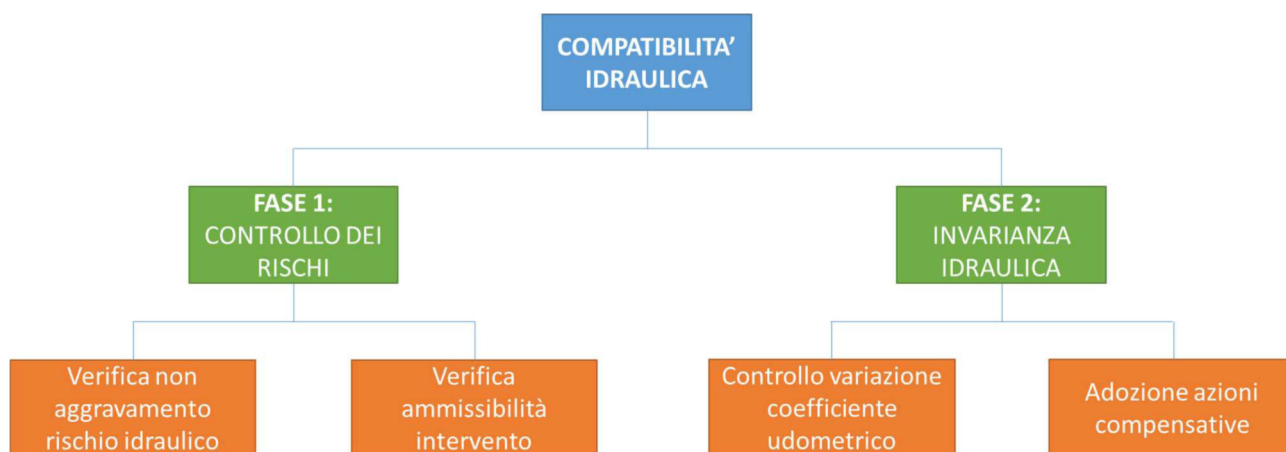 COMPATIBILITA'
IDRAULICA
FASE 1:
CONTROLLO DEI
RISCHI
FASE 2:
INVARIANZA
IDRAULICA
Verifica non
aggravamento
rischio idraulico
Verifica
ammissibilità
intervento
Controllo variazione
coefficiente
udometrico
Adozione azioni
compensative